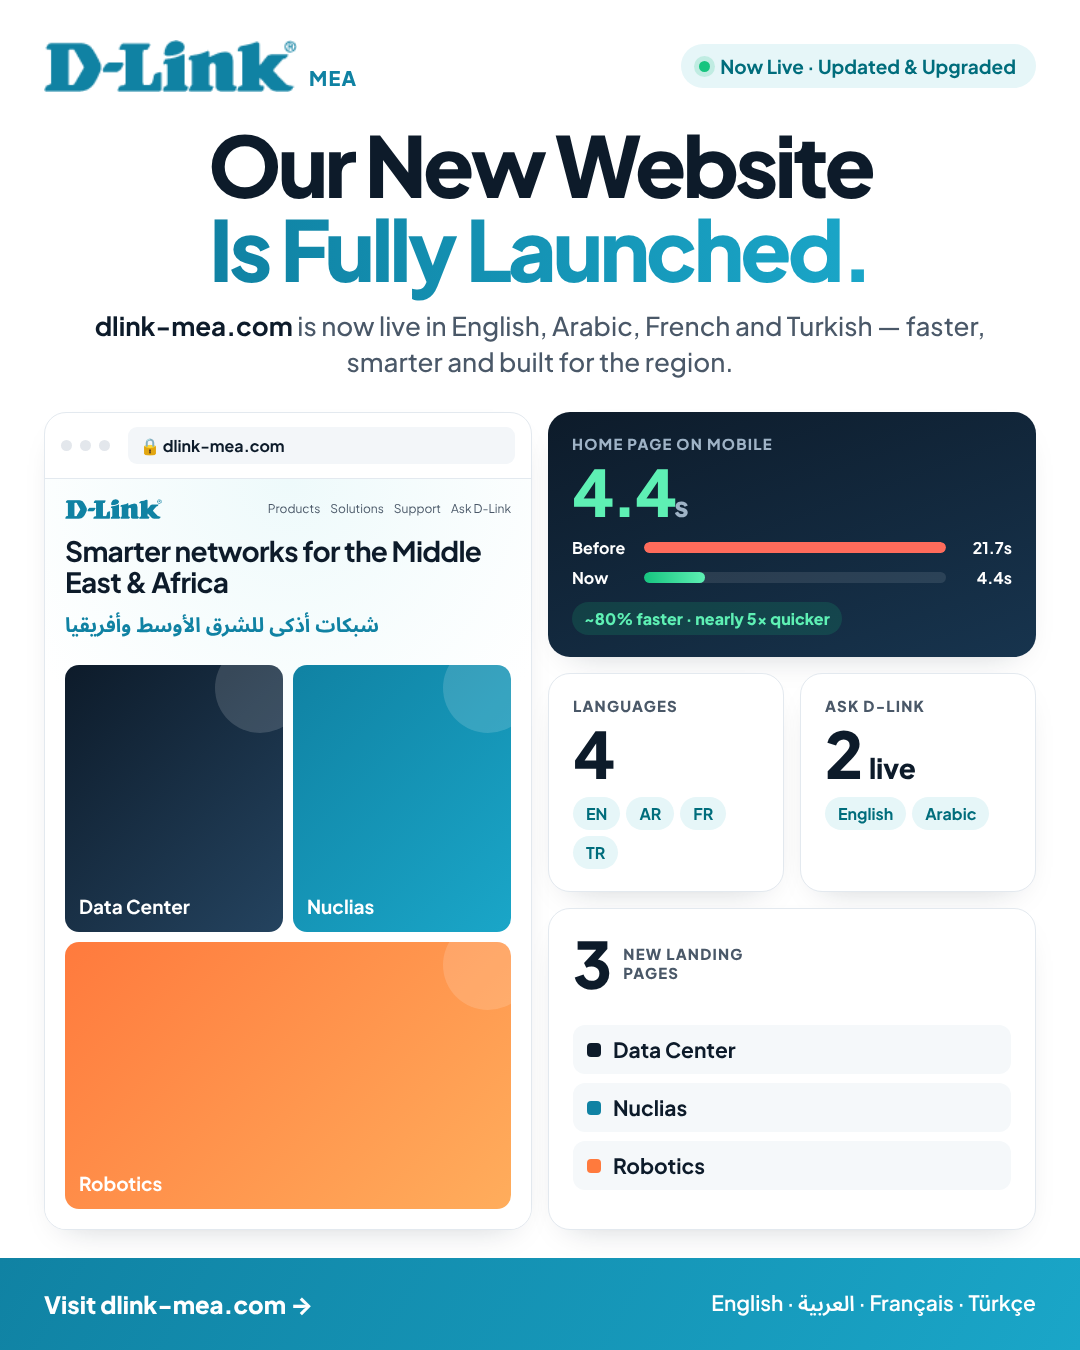 D-Link® MEA
Now Live · Updated & Upgraded
Our New Website
Is Fully Launched.
dlink-mea.com is now live in English, Arabic, French and Turkish — faster,
smarter and built for the region.
dlink-mea.com
D-Link®
Products Solutions Support Ask D-Link
Smarter networks for the Middle
East & Africa
شبكات أذكى للشرق الأوسط وأفريقيا
Data Center
Nuclias
Robotics
HOME PAGE ON MOBILE
4.4s
Before 21.7s
Now 4.4s
~80% faster · nearly 5× quicker
LANGUAGES
4
EN AR FR
TR
ASK D-LINK
2 live
English Arabic
3 NEW LANDING
PAGES
Data Center
Nuclias
Robotics
Visit dlink-mea.com →
English · العربية · Français · Türkçe